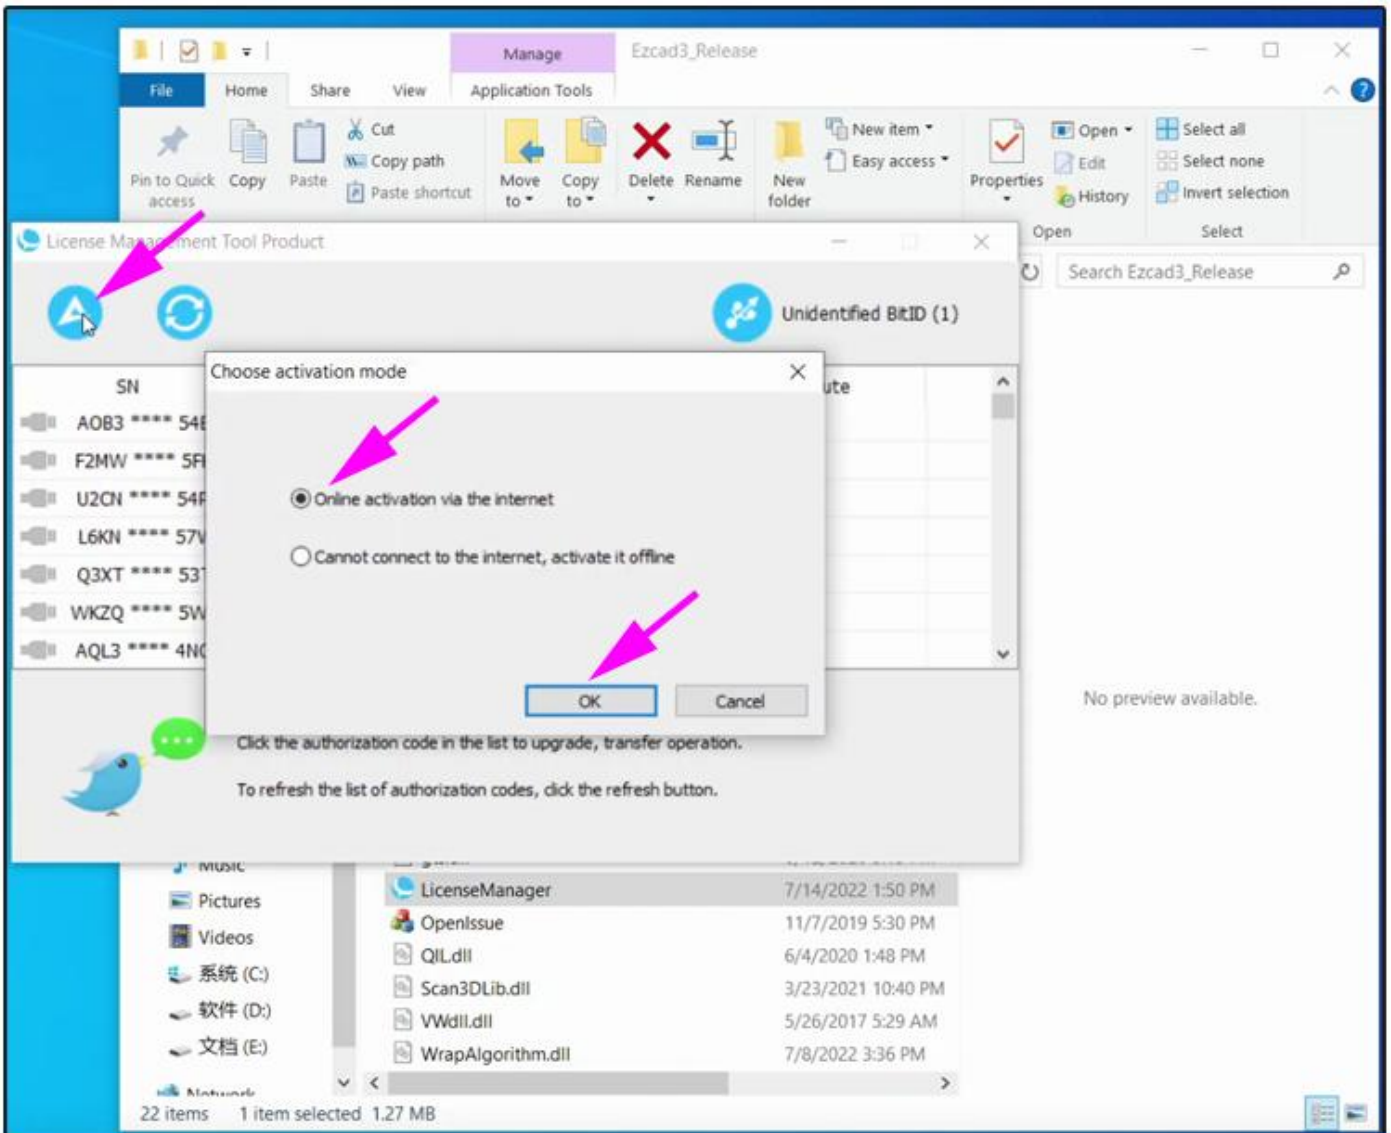 Manage
Ezcad3_Release
File
Home
Share
View
Application Tools
Pin to Quick access
Copy
Paste
Cut
Copy path
Paste shortcut
Move to
Copy to
Delete
Rename
New folder
New item
Easy access
Properties
Open
Edit
History
Select all
Select none
Invert selection
Open
Select
License Management Tool Product
Search Ezcad3_Release
Unidentified BitID (1)
Choose activation mode
SN
AOB3 **** 54
F2MW **** 5
U2CN **** 54
L6KN **** 57
Q3XT **** 53
WKZQ **** 5
AQL3 **** 4N
Online activation via the internet
Cannot connect to the internet, activate it offline
OK
Cancel
No preview available.
Click the authorization code in the list to upgrade, transfer operation.
To refresh the list of authorization codes, click the refresh button.
Music
Pictures
Videos
系统 (C:)
软件 (D:)
文档 (E:)
Network
LicenseManager 7/14/2022 1:50 PM
OpenIssue 11/7/2019 5:30 PM
QIL.dll 6/4/2020 1:48 PM
Scan3DLib.dll 3/23/2021 10:40 PM
VWdll.dll 5/26/2017 5:29 AM
WrapAlgorithm.dll 7/8/2022 3:36 PM
22 items 1 item selected 1.27 MB